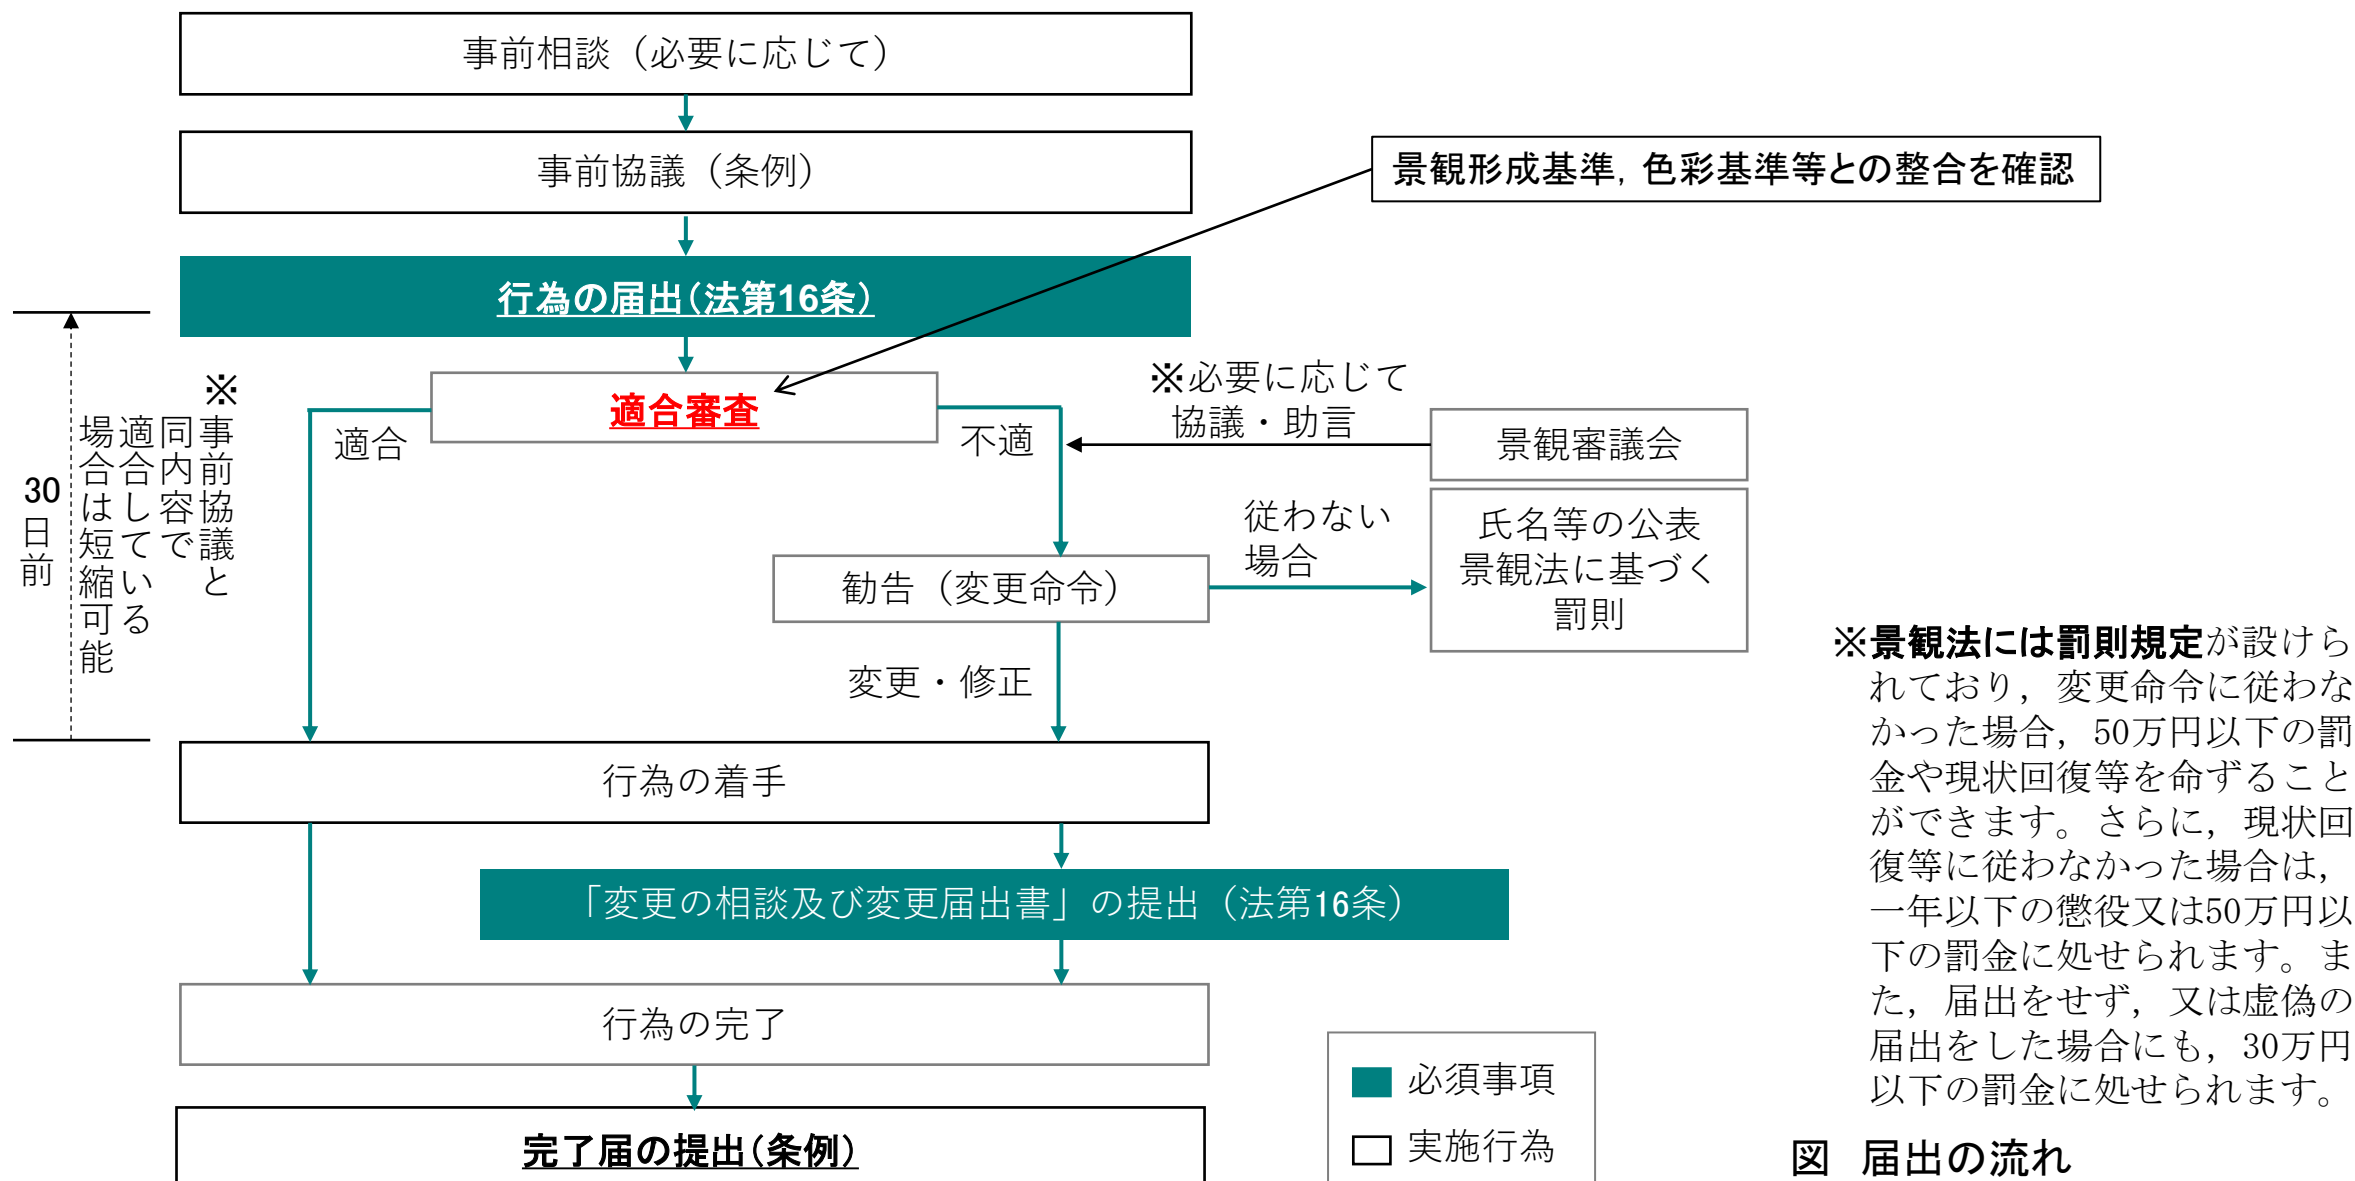 事前相談（必要に応じて）
事前協議（条例）
景観形成基準，色彩基準等との整合を確認
行為の届出（法第16条）
適合審査
適合
不適
※必要に応じて
協議・助言
景観審議会
従わない
場合
氏名等の公表
景観法に基づく
罰則
勧告（変更命令）
変更・修正
30日前
※事前協議と
同内容で
適合している
場合は短縮可能
行為の着手
「変更の相談及び変更届出書」の提出（法第16条）
行為の完了
完了届の提出（条例）
必須事項
実施行為
※景観法には罰則規定が設けら
れており，変更命令に従わな
かった場合，50万円以下の罰
金や現状回復等を命ずること
ができます。さらに，現状回
復等に従わなかった場合は，
一年以下の懲役又は50万円以
下の罰金に処せられます。ま
た，届出をせず，又は虚偽の
届出をした場合にも，30万円
以下の罰金に処せられます。
図　届出の流れ